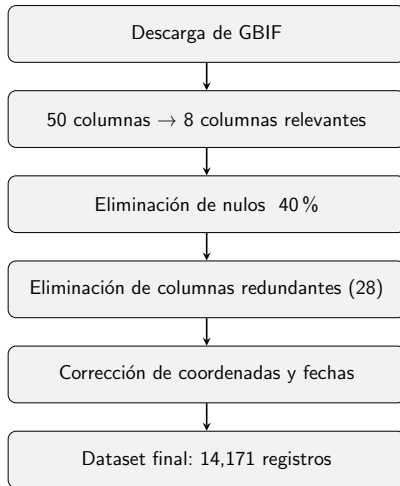 Descarga de GBIF
50 columnas → 8 columnas relevantes
Eliminación de nulos 40 %
Eliminación de columnas redundantes (28)
Corrección de coordenadas y fechas
Dataset final: 14,171 registros